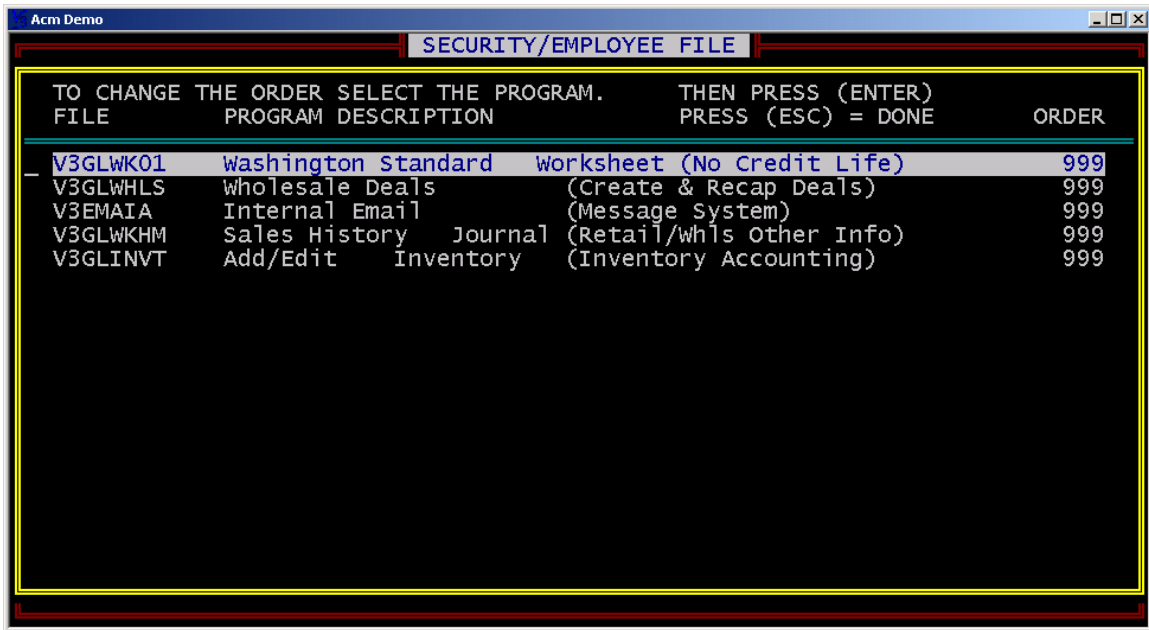 Acm Demo
SECURITY/EMPLOYEE FILE
TO CHANGE THE ORDER SELECT THE PROGRAM. THEN PRESS (ENTER)
FILE PROGRAM DESCRIPTION PRESS (ESC) = DONE ORDER
V3GLWKO1 Washington Standard Worksheet (No Credit Life) 999
V3GLWHLS Wholesale Deals (Create & Recap Deals) 999
V3EMAIA Internal Email (Message System) 999
V3GLWKHM Sales History Journal (Retail/Whls Other Info) 999
V3GLINVT Add/Edit Inventory (Inventory Accounting) 999